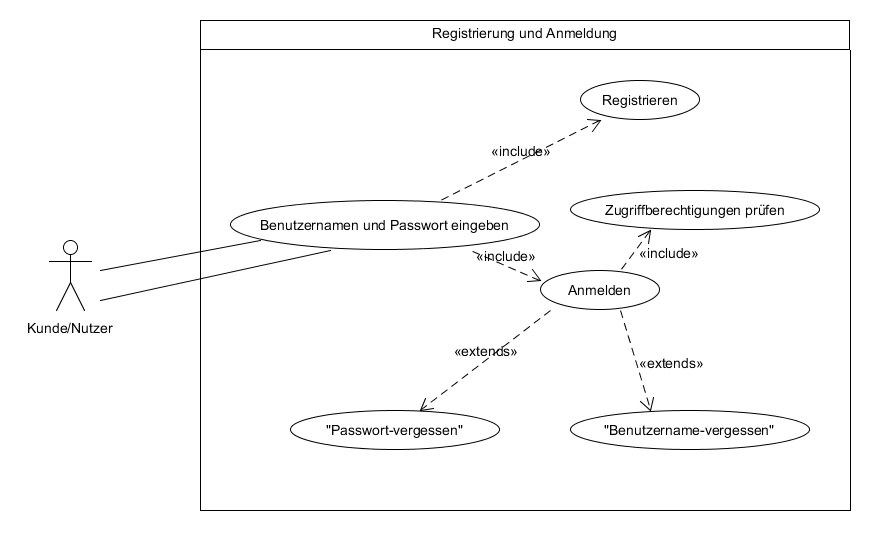 Registrierung und Anmeldung
Registrieren
«include»
Zugriffberechtigungen prüfen
Benutzernamen und Passwort eingeben
«include»
«include»
Anmelden
Kunde/Nutzer
«extends»
«extends»
"Passwort-vergessen"
"Benutzername-vergessen"